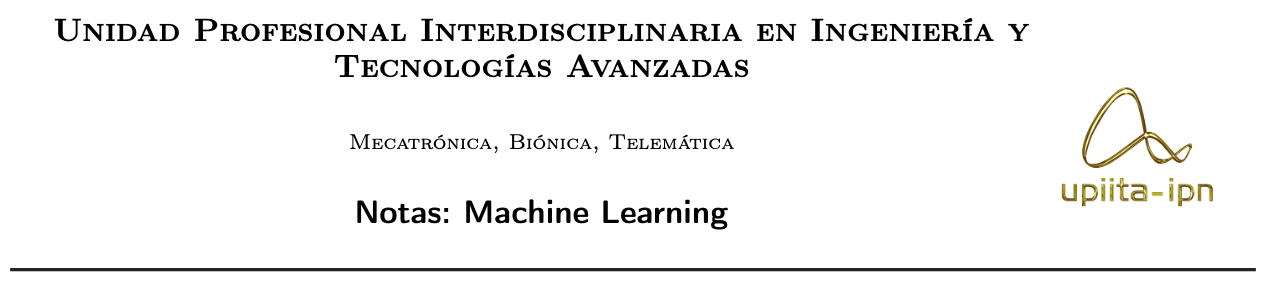 Unidad Profesional Interdisciplinaria en Ingeniería y
Tecnologías Avanzadas
Mecatrónica, Biónica, Telemática
upiita-ipn
Notas: Machine Learning